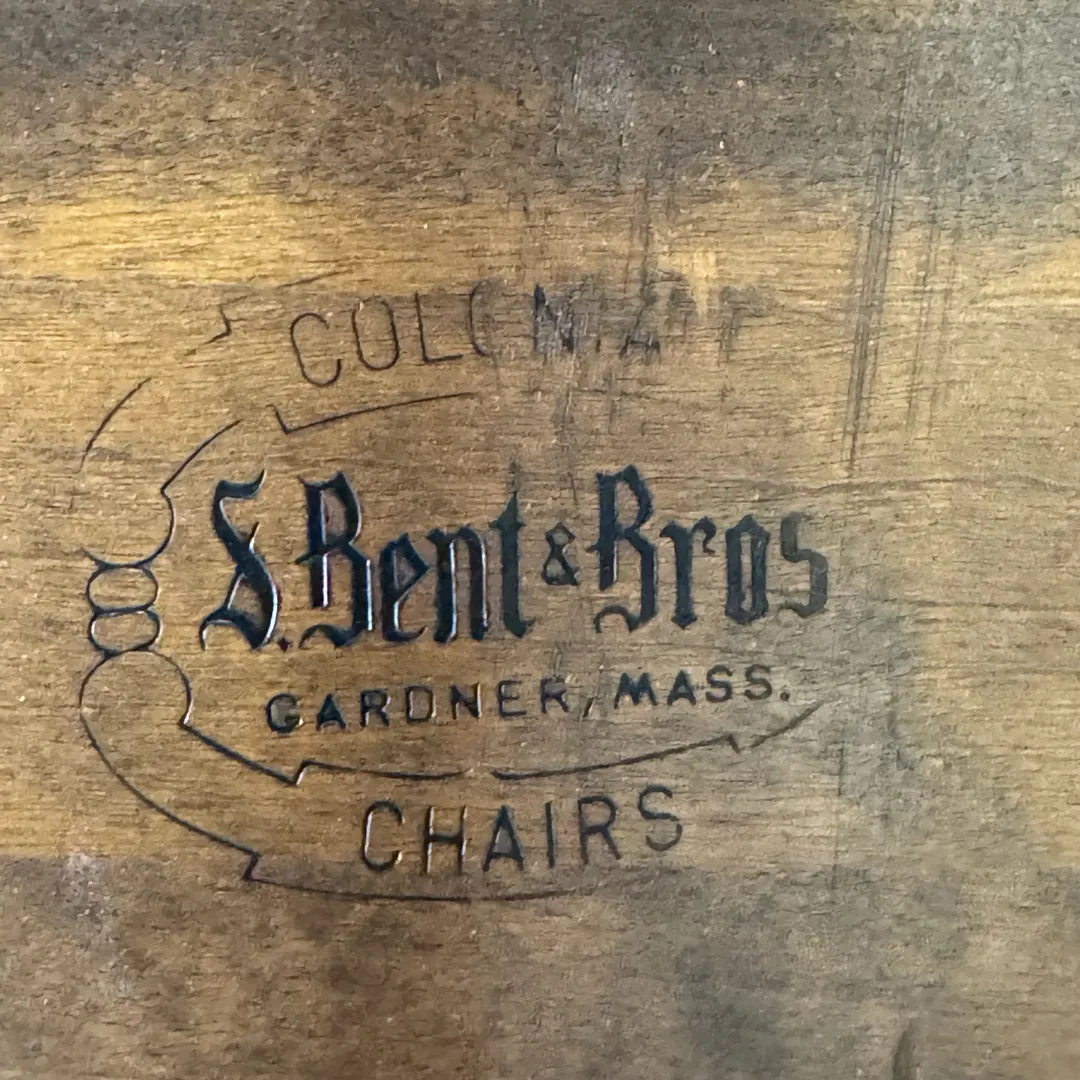 COLONIAL
S. Bent & Bros
GARDNER, MASS.
CHAIRS